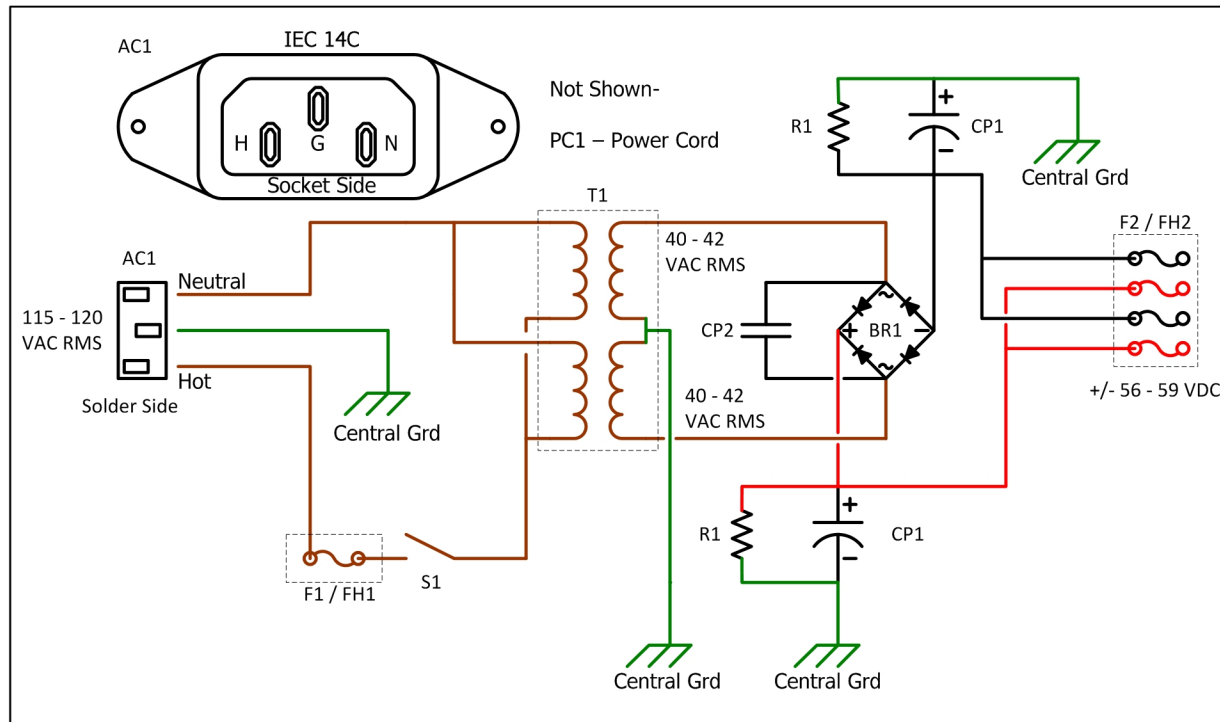 AC1
IEC 14C
H
G
N
Socket Side
Not Shown-
PC1 – Power Cord
R1
+
CP1
−
Central Grd
T1
F2 / FH2
AC1
Neutral
115 - 120
VAC RMS
Hot
Solder Side
Central Grd
40 - 42
VAC RMS
CP2
~
+
BR1
−
~
40 - 42
VAC RMS
+/- 56 - 59 VDC
F1 / FH1
S1
R1
+
CP1
−
Central Grd
Central Grd